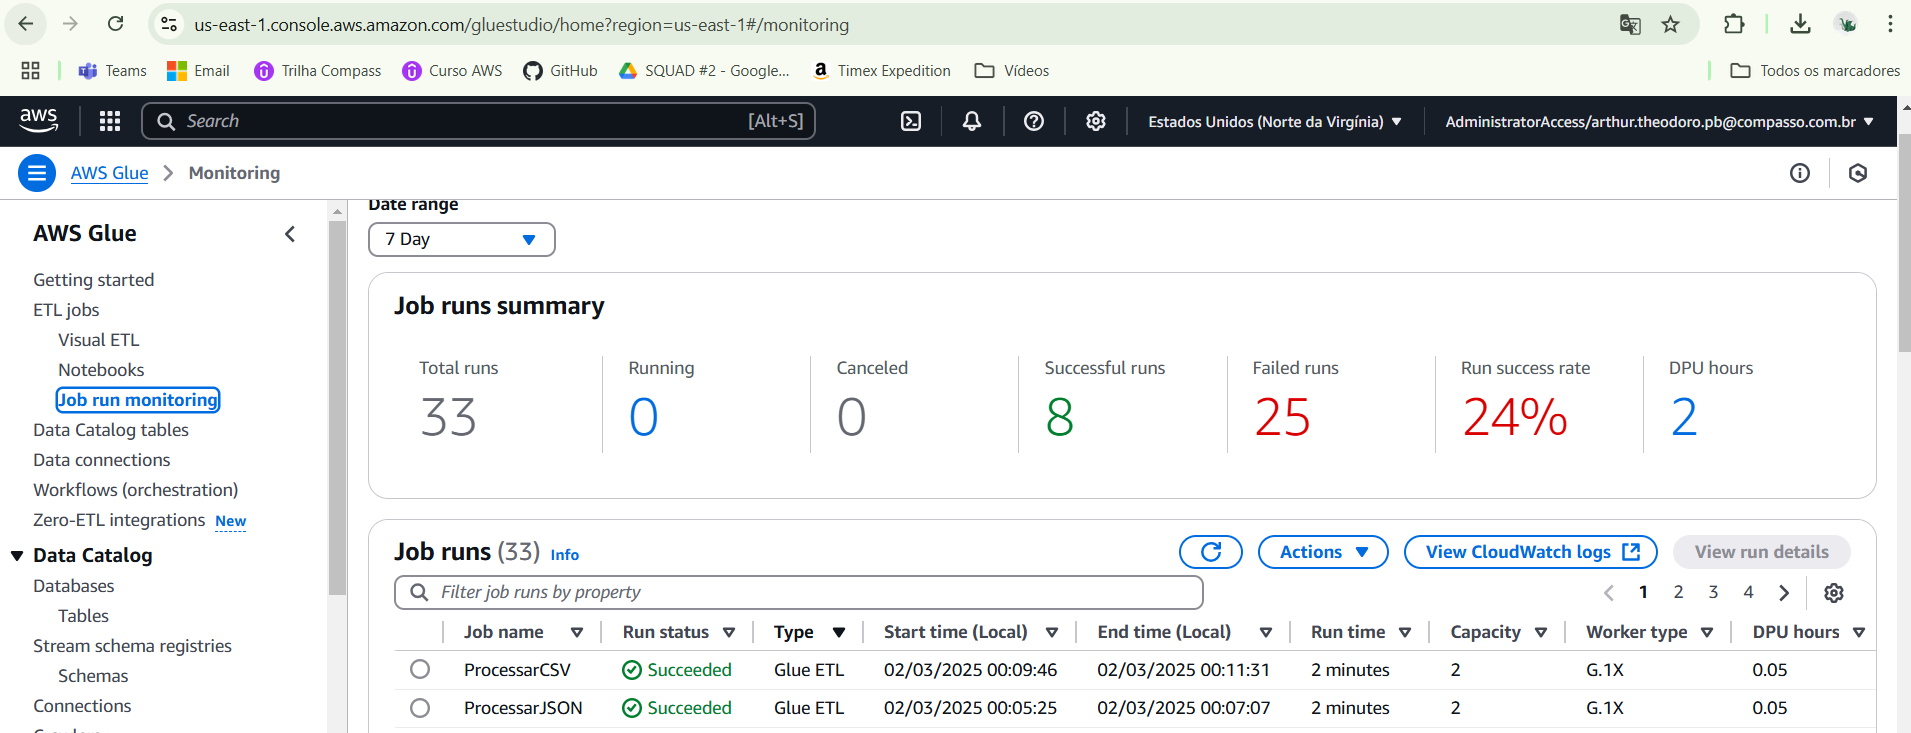 us-east-1.console.aws.amazon.com/gluestudio/home?region=us-east-1#/monitoring
Teams Email Trilha Compass Curso AWS GitHub SQUAD #2 - Google... Timex Expedition Vídeos Todos os marcadores
aws Search [Alt+S] Estados Unidos (Norte da Virgínia) AdministratorAccess/arthur.theodoro.pb@compasso.com.br
AWS Glue Monitoring
AWS Glue
Getting started
ETL jobs
Visual ETL
Notebooks
Job run monitoring
Data Catalog tables
Data connections
Workflows (orchestration)
Zero-ETL integrations New
Data Catalog
Databases
Tables
Stream schema registries
Schemas
Connections
Date range
7 Day
Job runs summary
Total runs Running Canceled Successful runs Failed runs Run success rate DPU hours
33 0 0 8 25 24% 2
Job runs (33) Info Actions View CloudWatch logs View run details
Filter job runs by property 1 2 3 4
Job name Run status Type Start time (Local) End time (Local) Run time Capacity Worker type DPU hours
ProcessarCSV Succeeded Glue ETL 02/03/2025 00:09:46 02/03/2025 00:11:31 2 minutes 2 G.1X 0.05
ProcessarJSON Succeeded Glue ETL 02/03/2025 00:05:25 02/03/2025 00:07:07 2 minutes 2 G.1X 0.05